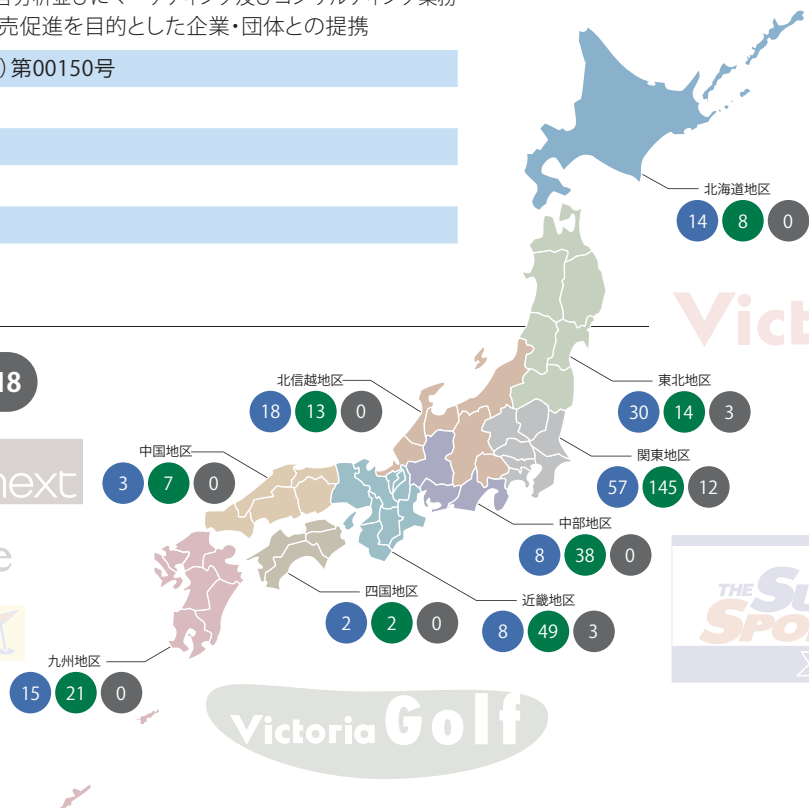 売促進を目的とした企業・団体との提携
）第00150号
北海道地区
14 8 0
Vict
18
北信越地区
18 13 0
東北地区
30 14 3
中国地区
3 7 0
関東地区
57 145 12
next
中部地区
8 38 0
e
四国地区
2 2 0
近畿地区
8 49 3
THE Su
SPO
九州地区
15 21 0
Victoria Golf